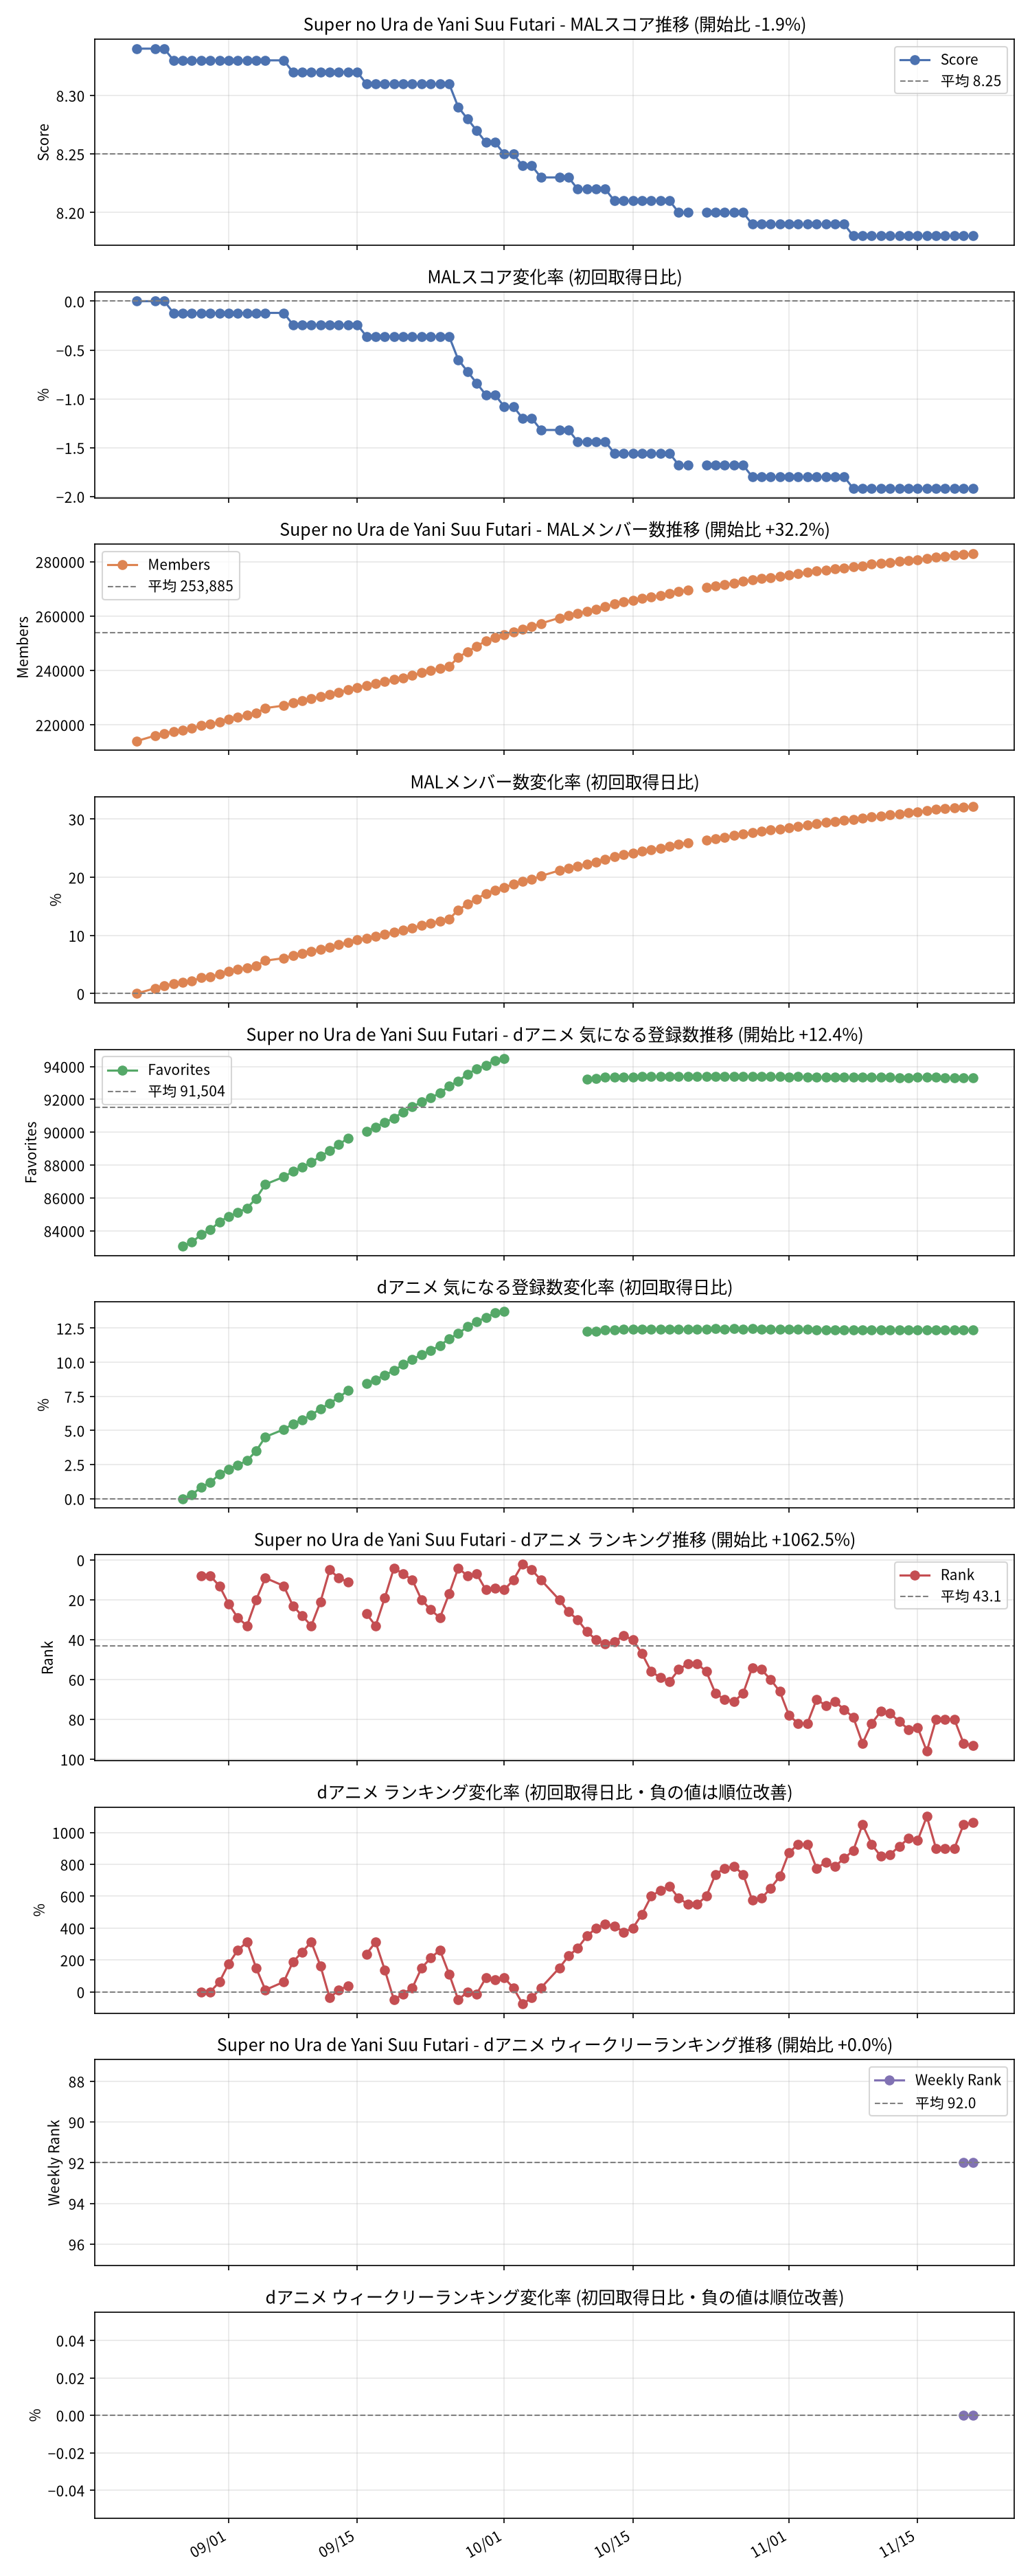 Super no Ura de Yani Suu Futari - MALスコア推移 (開始比 -1.9%)
Score
平均 8.25
8.30
8.25
8.20
Score
MALスコア変化率 (初回取得日比)
0.0
−0.5
−1.0
−1.5
−2.0
%
Super no Ura de Yani Suu Futari - MALメンバー数推移 (開始比 +32.2%)
Members
平均 253,885
280000
260000
240000
220000
Members
MALメンバー数変化率 (初回取得日比)
30
20
10
0
%
Super no Ura de Yani Suu Futari - dアニメ 気になる登録数推移 (開始比 +12.4%)
Favorites
平均 91,504
94000
92000
90000
88000
86000
84000
Favorites
dアニメ 気になる登録数変化率 (初回取得日比)
12.5
10.0
7.5
5.0
2.5
0.0
%
Super no Ura de Yani Suu Futari - dアニメ ランキング推移 (開始比 +1062.5%)
Rank
平均 43.1
0
20
40
60
80
100
Rank
dアニメ ランキング変化率 (初回取得日比・負の値は順位改善)
1000
800
600
400
200
0
%
Super no Ura de Yani Suu Futari - dアニメ ウィークリーランキング推移 (開始比 +0.0%)
Weekly Rank
平均 92.0
88
90
92
94
96
Weekly Rank
dアニメ ウィークリーランキング変化率 (初回取得日比・負の値は順位改善)
0.04
0.02
0.00
−0.02
−0.04
%
09/01
09/15
10/01
10/15
11/01
11/15